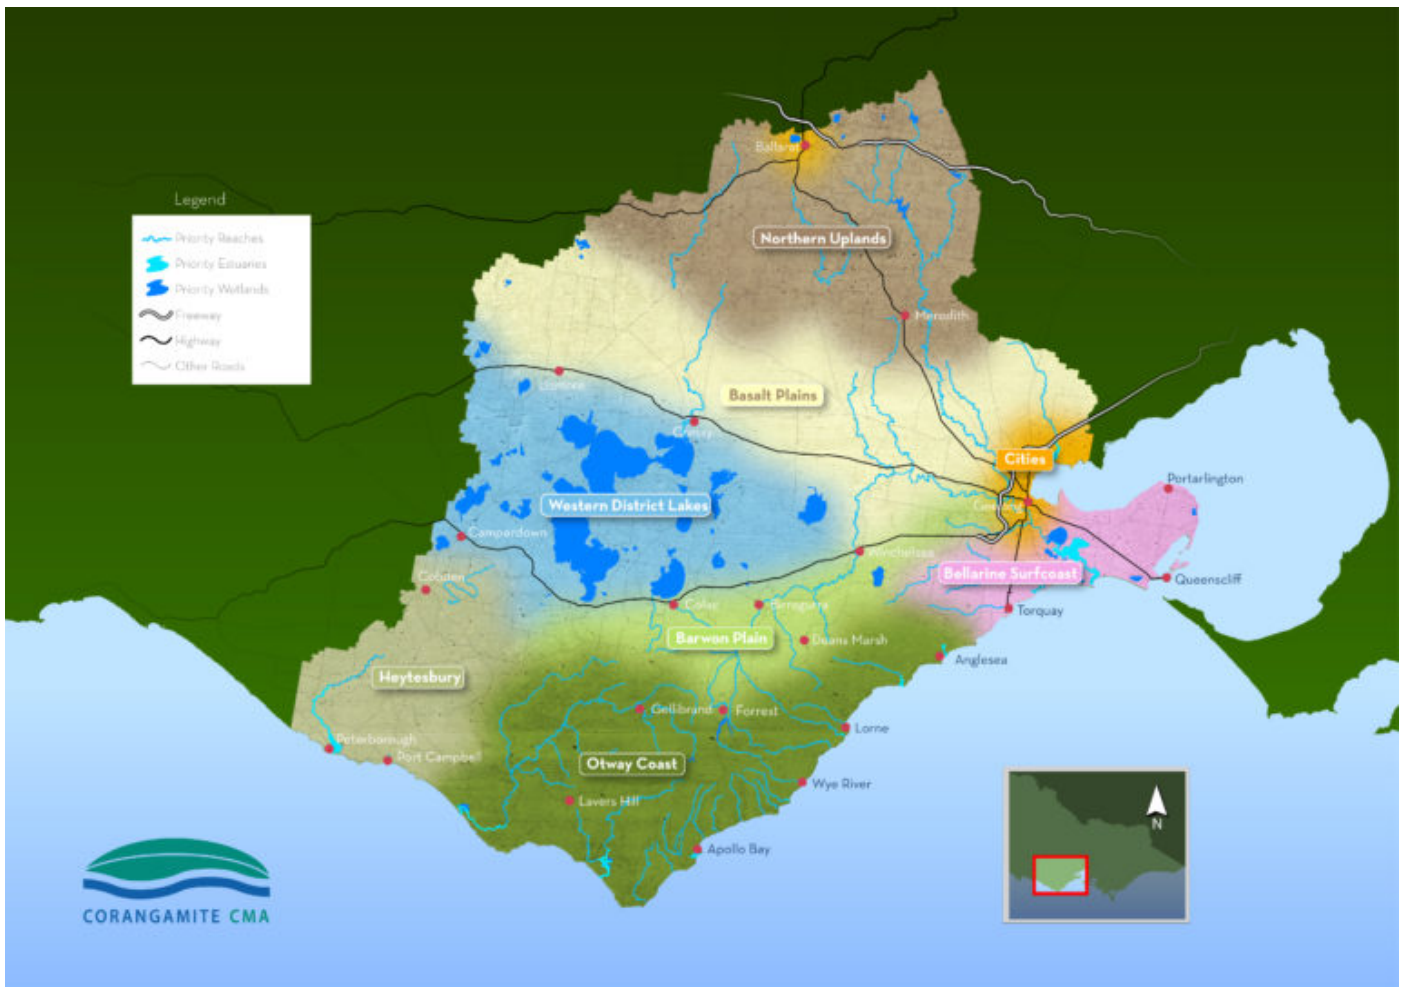 Ballarat
Legend
Northern Uplands
Priority Reaches
Priority Estuaries
Priority Wetlands
Freeway
Meredith
Highway
Other Roads
Lismore
Basalt Plains
Cressy
Cities
Portarlington
Western District Lakes
Geelong
Camperdown
Winchelsea
Cobden
Bellarine Surfcoast
Queenscliff
Colac
Birregurra
Torquay
Barwon Plain
Deans Marsh
Anglesea
Heytesbury
Gellibrand
Forrest
Lorne
Peterborough
Port Campbell
Otway Coast
Wye River
Lavers Hill
N
Apollo Bay
CORANGAMITE CMA